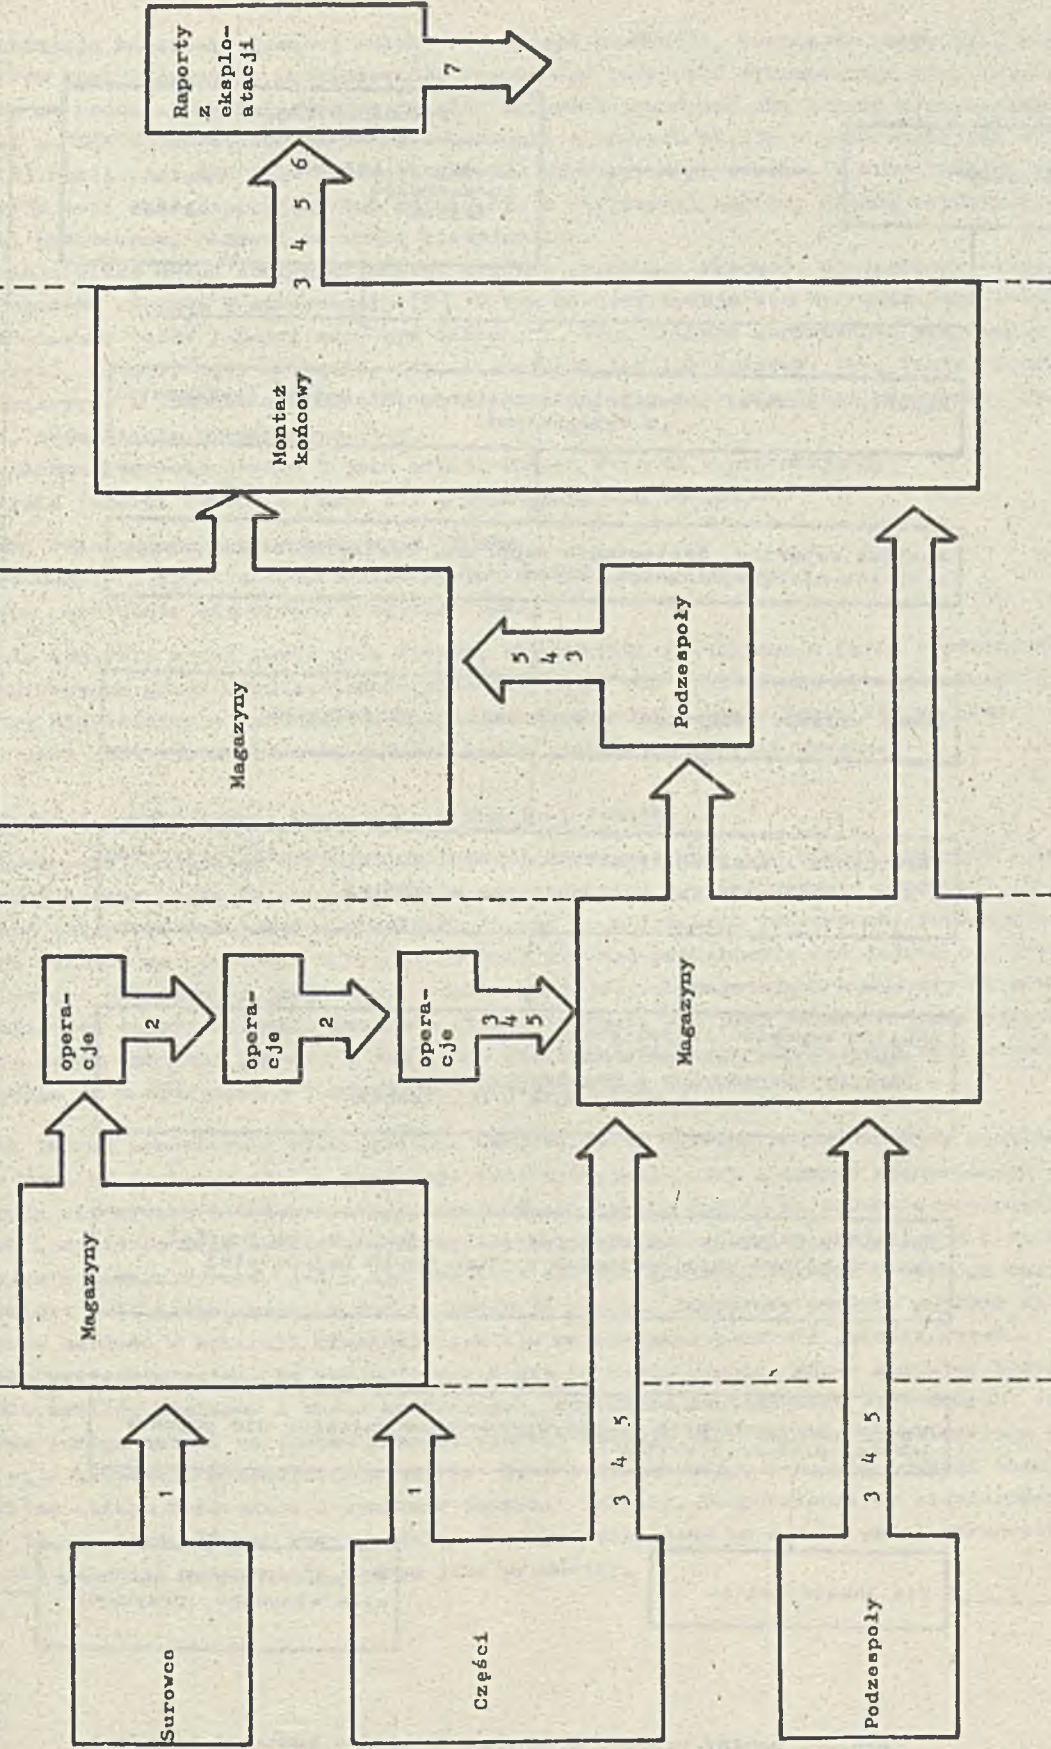 Surowce
1
Części
1
3 4 5
Podzespoły
3 4 5
Magazyny
opera-
cje
2
opera-
cje
2
opera-
cje
3
4
5
Magazyny
Magazyny
Podzespoły
5
4
3
Montaż
końcowy
3 4 5 6
Raporty
z
eksplo-
atacji
7